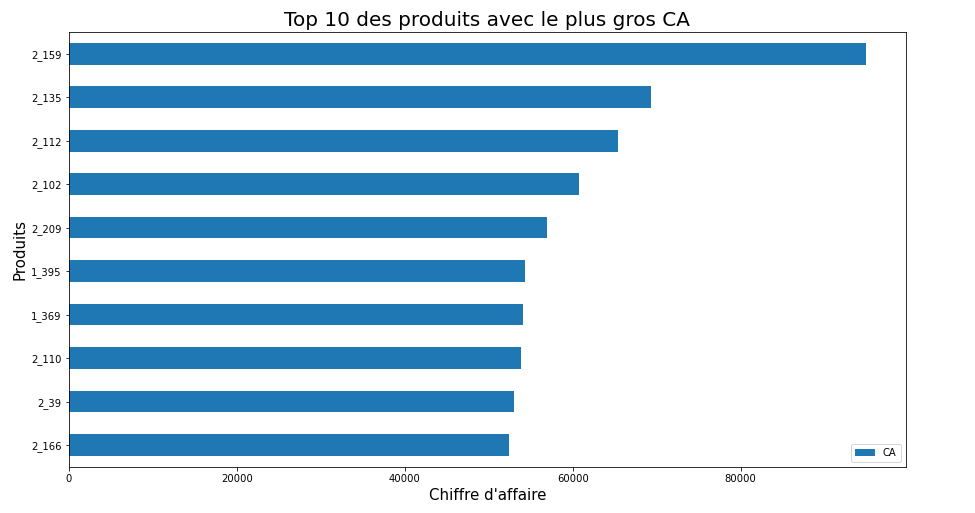 Top 10 des produits avec le plus gros CA
Produits
2_159
2_135
2_112
2_102
2_209
1_395
1_369
2_110
2_39
2_166
CA
0 20000 40000 60000 80000
Chiffre d'affaire